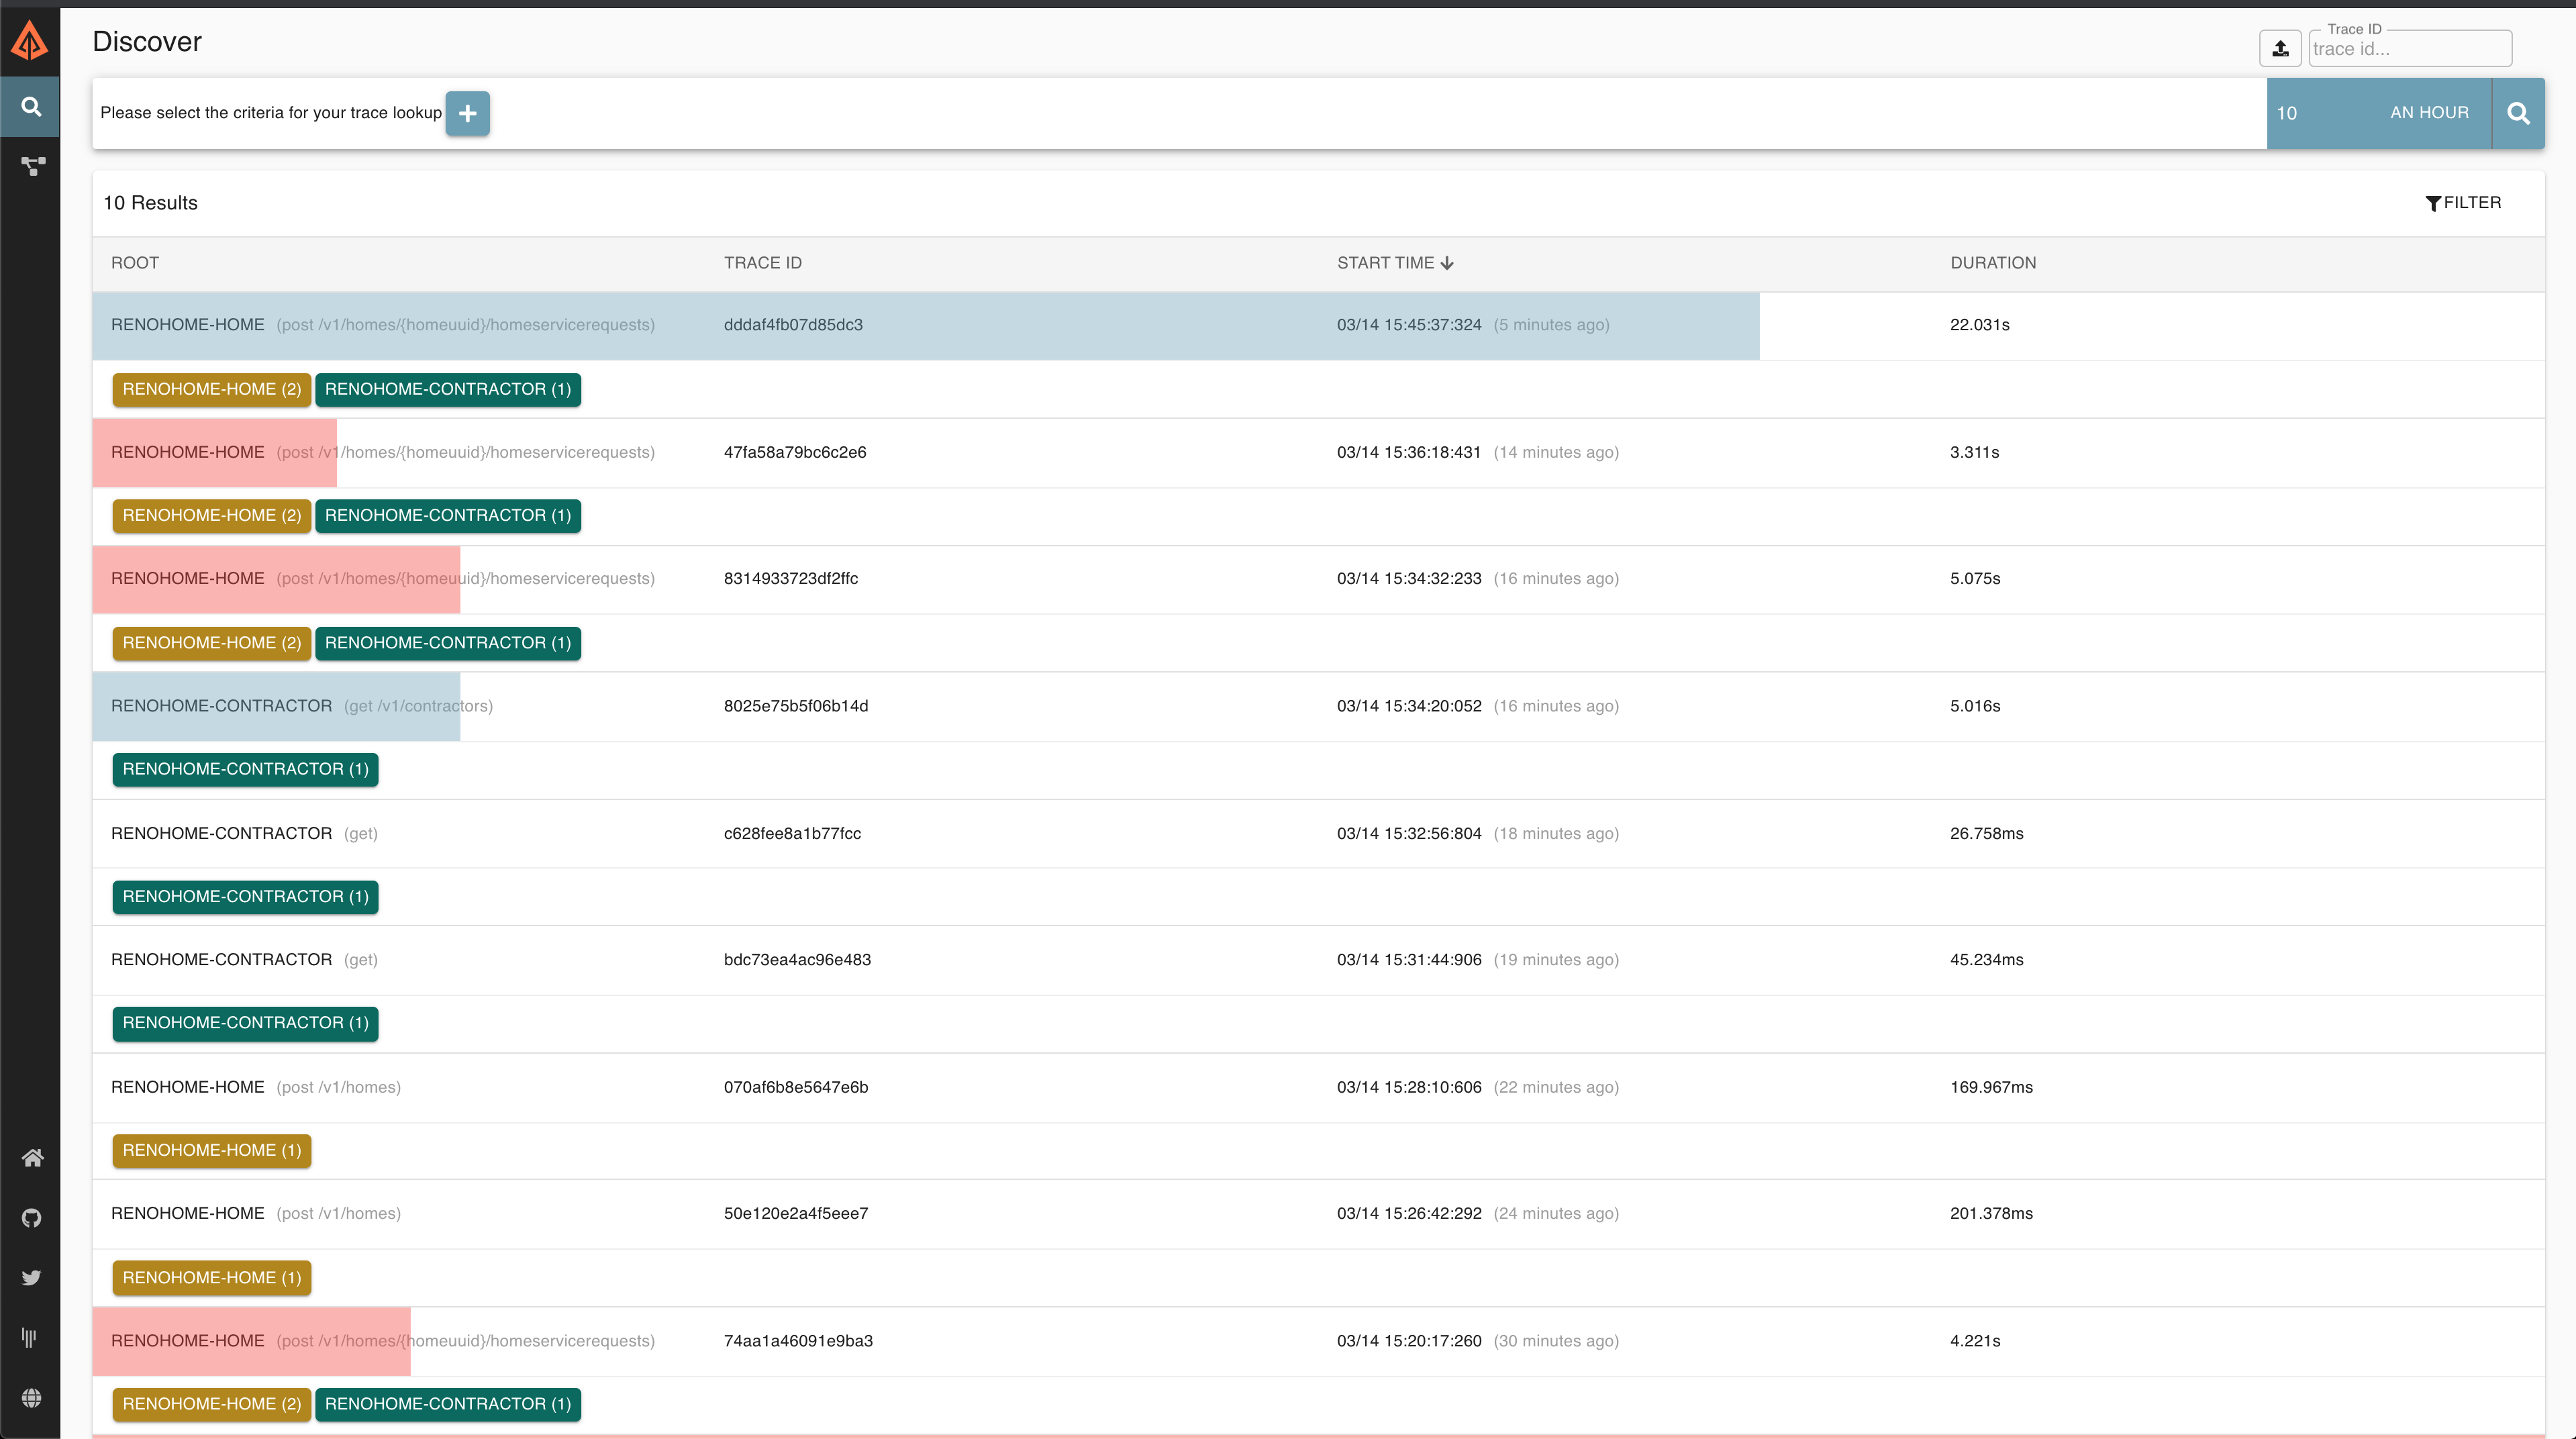 Discover
Trace ID
trace id...
Please select the criteria for your trace lookup
10 AN HOUR
10 Results
FILTER
ROOT TRACE ID START TIME DURATION
RENOHOME-HOME (post /v1/homes/{homeuuid}/homeservicerequests) dddaf4fb07d85dc3 03/14 15:45:37:324 (5 minutes ago) 22.031s
RENOHOME-HOME (2) RENOHOME-CONTRACTOR (1)
RENOHOME-HOME (post /v1/homes/{homeuuid}/homeservicerequests) 47fa58a79bc6c2e6 03/14 15:36:18:431 (14 minutes ago) 3.311s
RENOHOME-HOME (2) RENOHOME-CONTRACTOR (1)
RENOHOME-HOME (post /v1/homes/{homeuuid}/homeservicerequests) 8314933723df2ffc 03/14 15:34:32:233 (16 minutes ago) 5.075s
RENOHOME-HOME (2) RENOHOME-CONTRACTOR (1)
RENOHOME-CONTRACTOR (get /v1/contractors) 8025e75b5f06b14d 03/14 15:34:20:052 (16 minutes ago) 5.016s
RENOHOME-CONTRACTOR (1)
RENOHOME-CONTRACTOR (get) c628fee8a1b77fcc 03/14 15:32:56:804 (18 minutes ago) 26.758ms
RENOHOME-CONTRACTOR (1)
RENOHOME-CONTRACTOR (get) bdc73ea4ac96e483 03/14 15:31:44:906 (19 minutes ago) 45.234ms
RENOHOME-CONTRACTOR (1)
RENOHOME-HOME (post /v1/homes) 070af6b8e5647e6b 03/14 15:28:10:606 (22 minutes ago) 169.967ms
RENOHOME-HOME (1)
RENOHOME-HOME (post /v1/homes) 50e120e2a4f5eee7 03/14 15:26:42:292 (24 minutes ago) 201.378ms
RENOHOME-HOME (1)
RENOHOME-HOME (post /v1/homes/{homeuuid}/homeservicerequests) 74aa1a46091e9ba3 03/14 15:20:17:260 (30 minutes ago) 4.221s
RENOHOME-HOME (2) RENOHOME-CONTRACTOR (1)